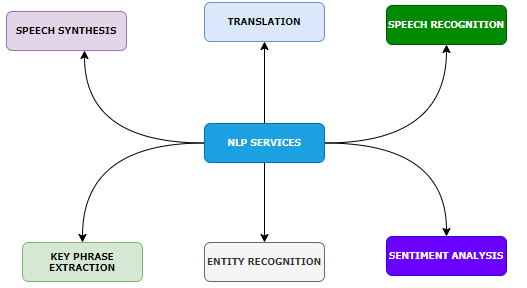 SPEECH SYNTHESIS
TRANSLATION
SPEECH RECOGNITION
NLP SERVICES
KEY PHRASE
EXTRACTION
ENTITY RECOGNITION
SENTIMENT ANALYSIS